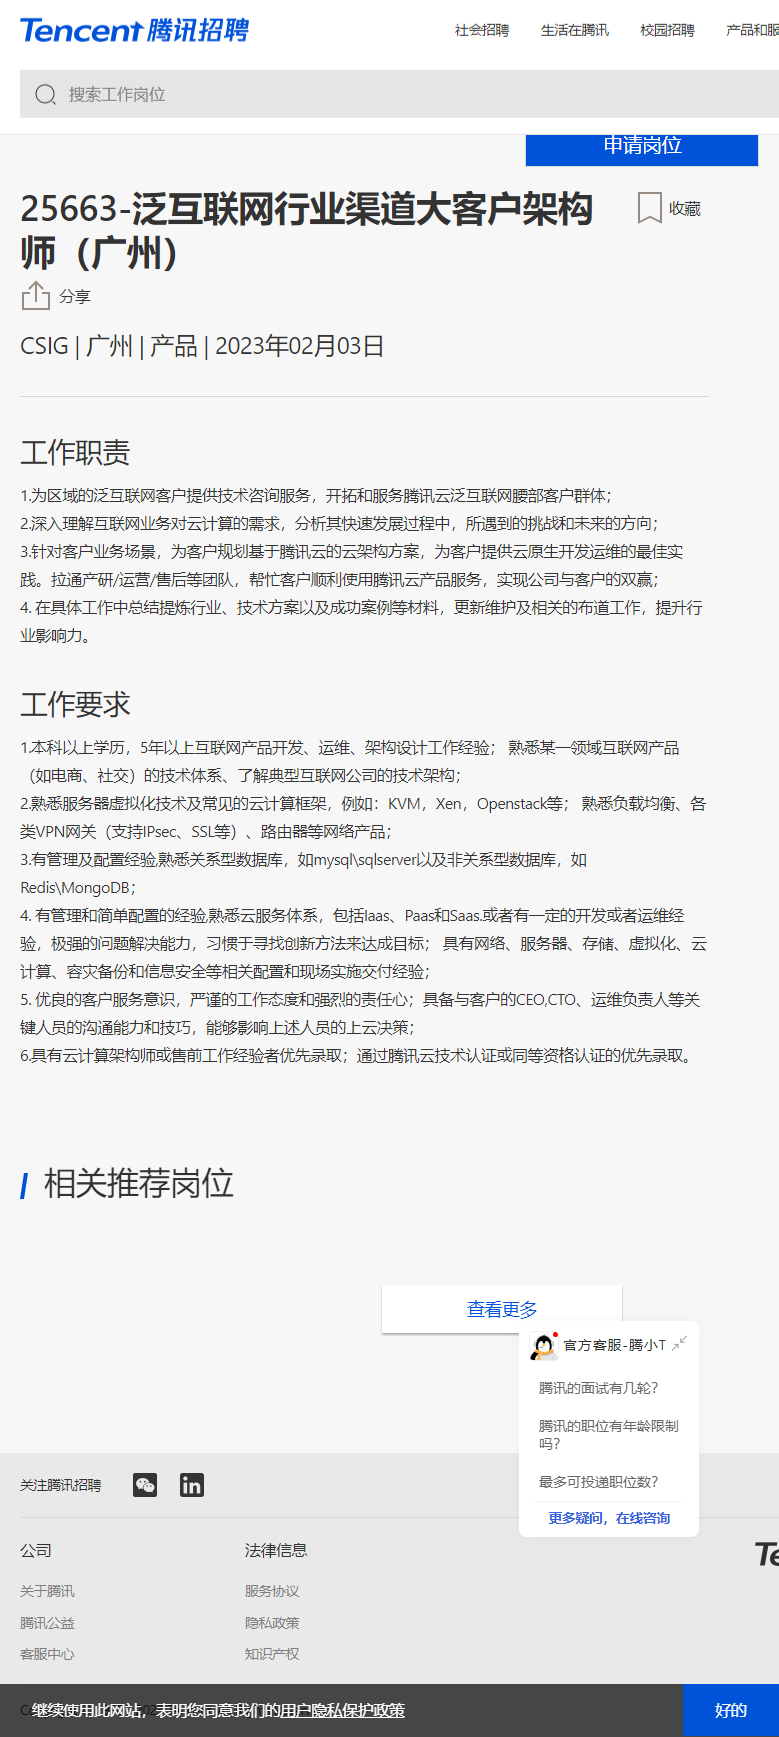 Tencent 腾讯招聘
社会招聘 生活在腾讯 校园招聘 产品和服
搜索工作岗位
申请岗位
25663-泛互联网行业渠道大客户架构
师（广州）
收藏
分享
CSIG | 广州 | 产品 | 2023年02月03日
工作职责
1.为区域的泛互联网客户提供技术咨询服务，开拓和服务腾讯云泛互联网腰部客户群体；
2.深入理解互联网业务对云计算的需求，分析其快速发展过程中，所遇到的挑战和未来的方向；
3.针对客户业务场景，为客户规划基于腾讯云的云架构方案，为客户提供云原生开发运维的最佳实
践。拉通产研/运营/售后等团队，帮忙客户顺利使用腾讯云产品服务，实现公司与客户的双赢；
4. 在具体工作中总结提炼行业、技术方案以及成功案例等材料，更新维护及相关的布道工作，提升行
业影响力。
工作要求
1.本科以上学历，5年以上互联网产品开发、运维、架构设计工作经验； 熟悉某一领域互联网产品
（如电商、社交）的技术体系、了解典型互联网公司的技术架构；
2.熟悉服务器虚拟化技术及常见的云计算框架，例如：KVM，Xen，Openstack等； 熟悉负载均衡、各
类VPN网关（支持IPsec、SSL等）、路由器等网络产品；
3.有管理及配置经验,熟悉关系型数据库，如mysql\sqlserver以及非关系型数据库，如
Redis\MongoDB；
4. 有管理和简单配置的经验,熟悉云服务体系，包括Iaas、Paas和Saas.或者有一定的开发或者运维经
验，极强的问题解决能力，习惯于寻找创新方法来达成目标； 具有网络、服务器、存储、虚拟化、云
计算、容灾备份和信息安全等相关配置和现场实施交付经验；
5. 优良的客户服务意识，严谨的工作态度和强烈的责任心；具备与客户的CEO,CTO、运维负责人等关
键人员的沟通能力和技巧，能够影响上述人员的上云决策；
6.具有云计算架构师或售前工作经验者优先录取；通过腾讯云技术认证或同等资格认证的优先录取。
相关推荐岗位
查看更多
官方客服-腾小T
腾讯的面试有几轮？
腾讯的职位有年龄限制
吗？
最多可投递职位数？
更多疑问，在线咨询
关注腾讯招聘
公司 法律信息
Te
关于腾讯 服务协议
腾讯公益 隐私政策
客服中心 知识产权
继续使用此网站，表明您同意我们的用户隐私保护政策
好的